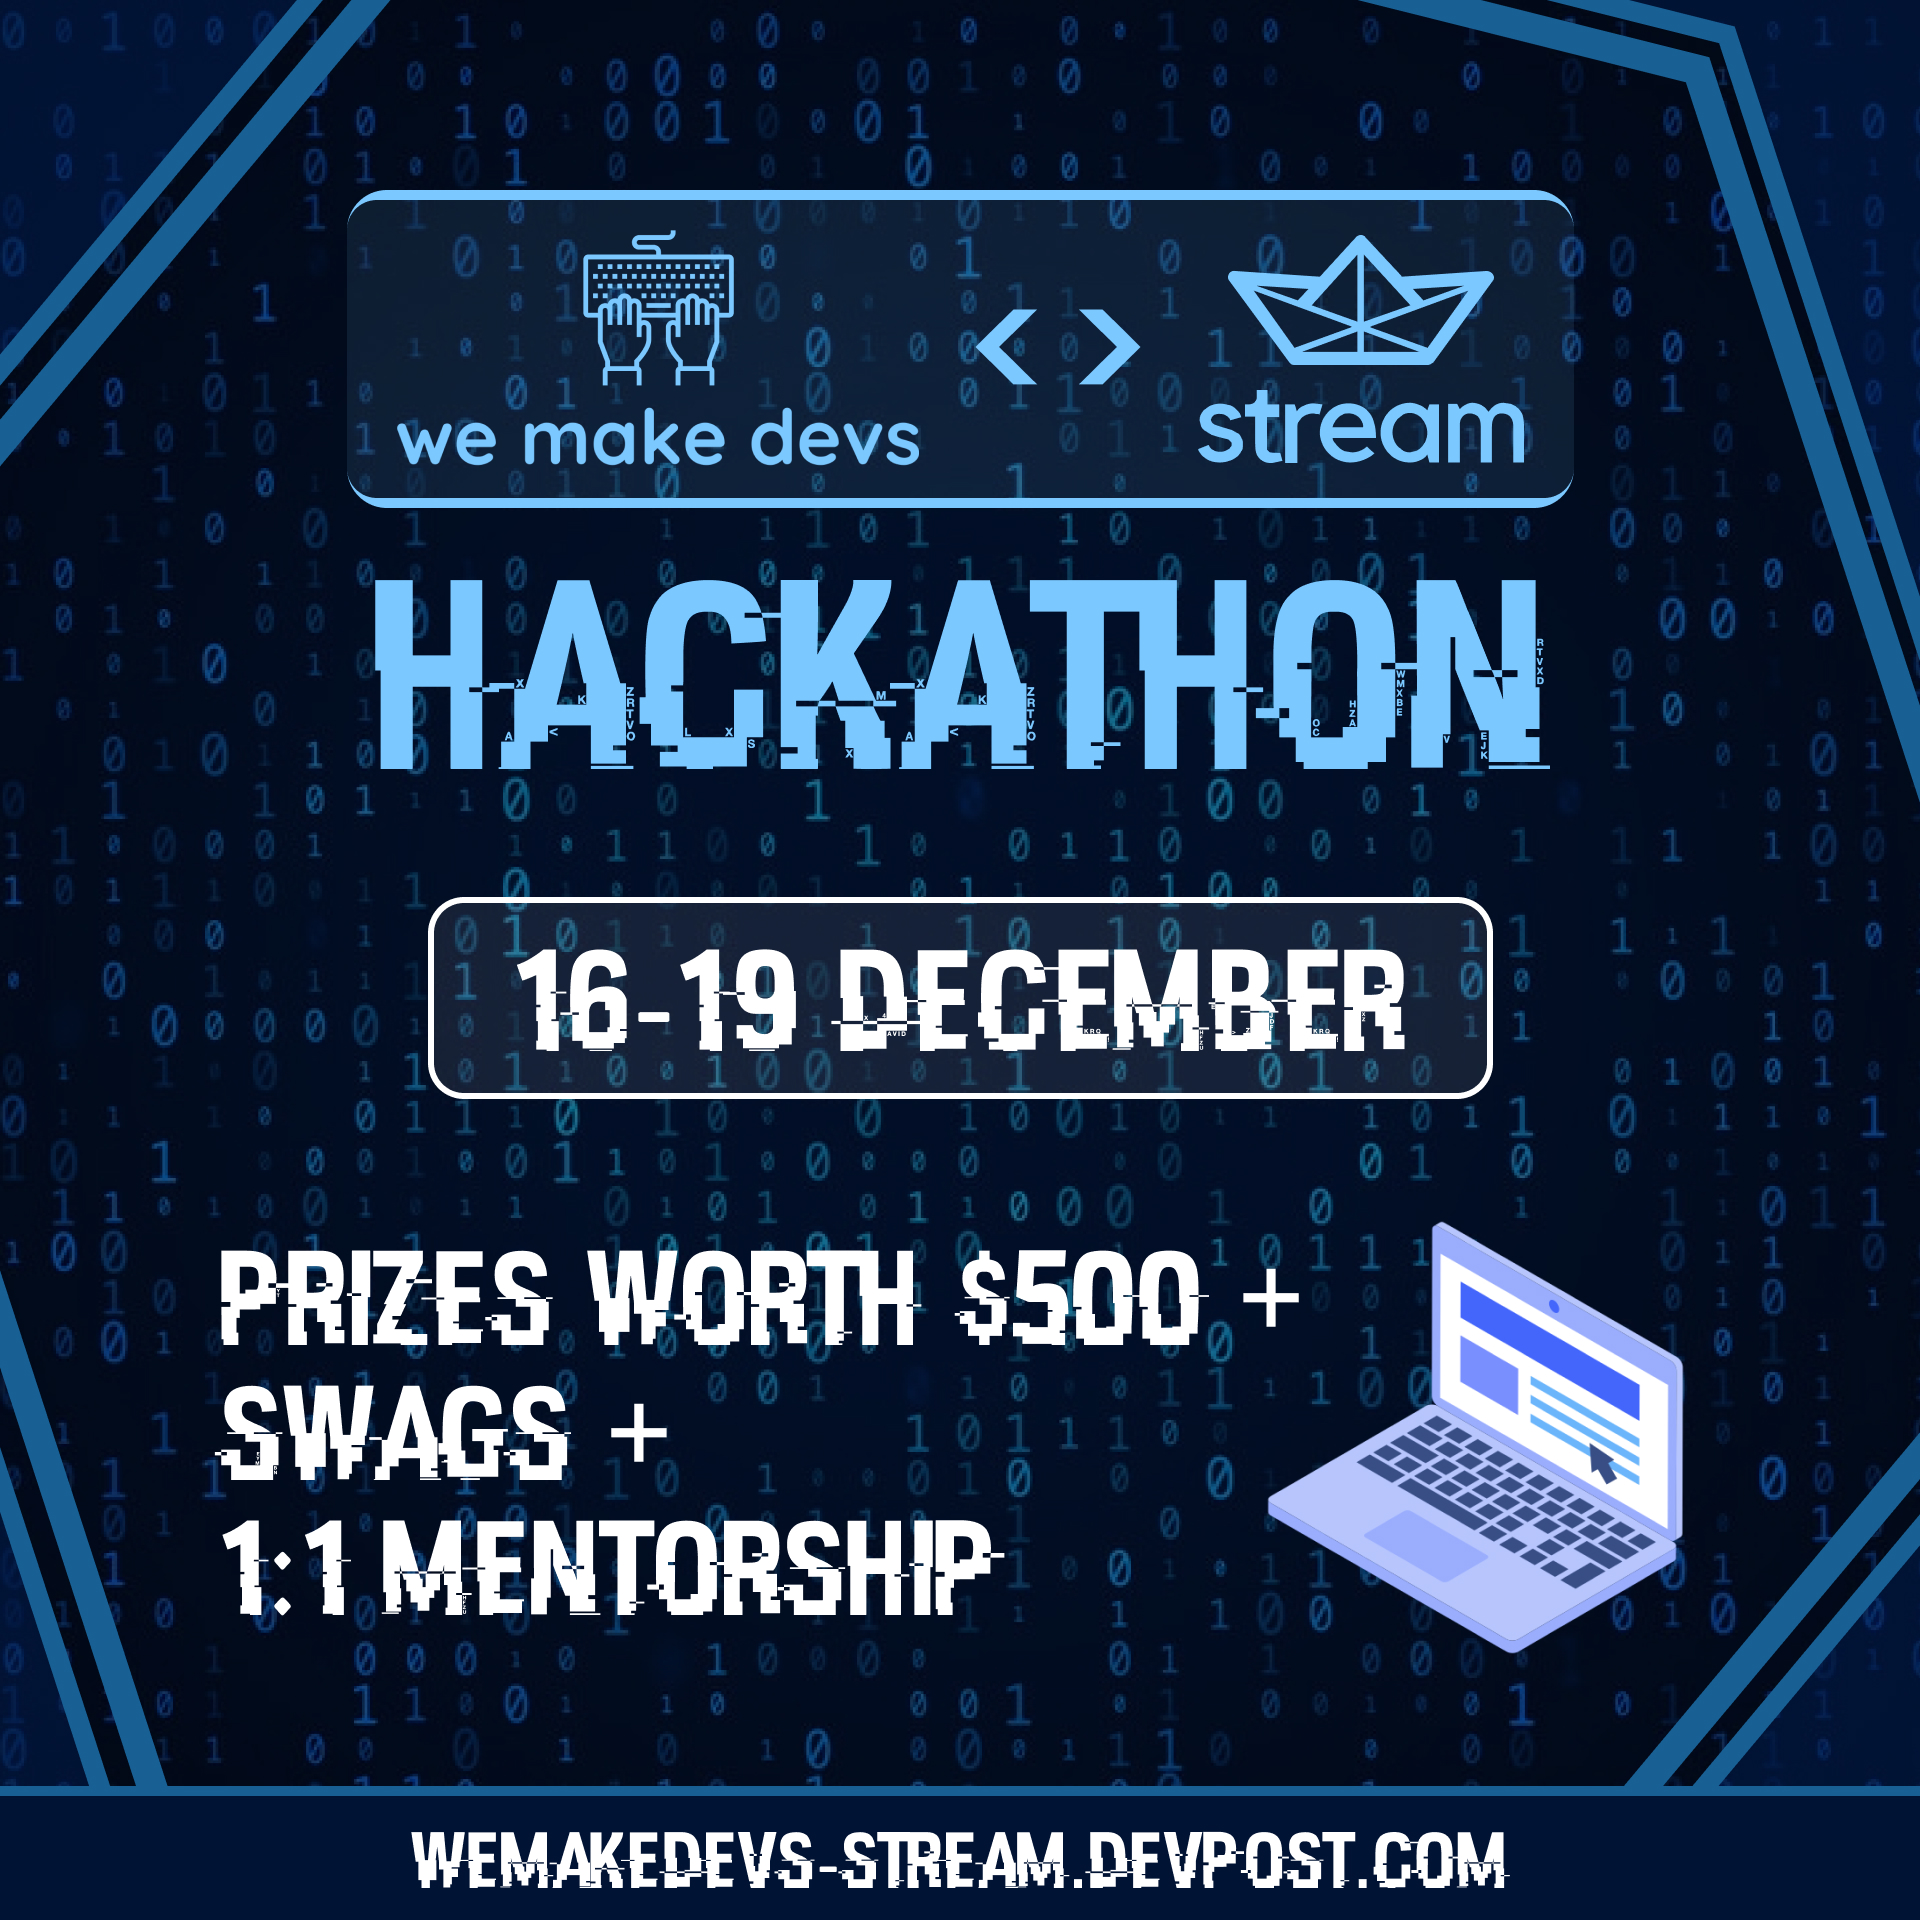 we make devs
<>
stream
HACKATHON
16-19 DECEMBER
PRIZES WORTH $500 +
SWAGS +
1:1 MENTORSHIP
WEMAKEDEVS-STREAM.DEVPOST.COM